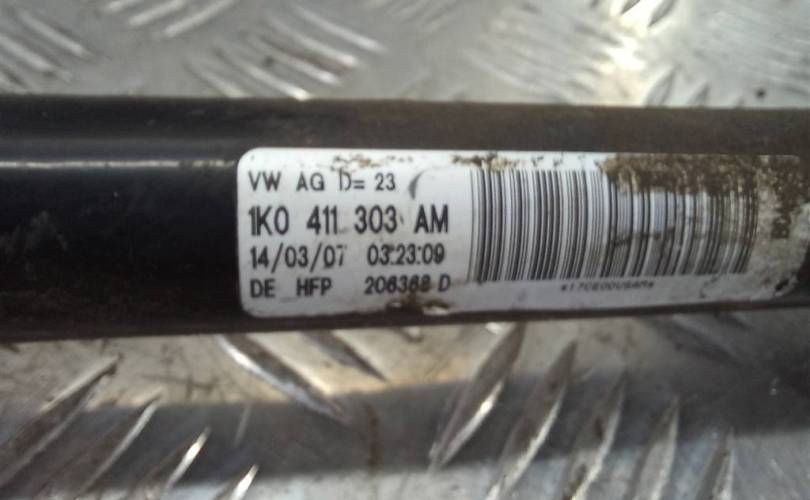 VW AG D= 23
1K0 411 303 AM
14/03/07 03:23:09
DE HFP 206368 D